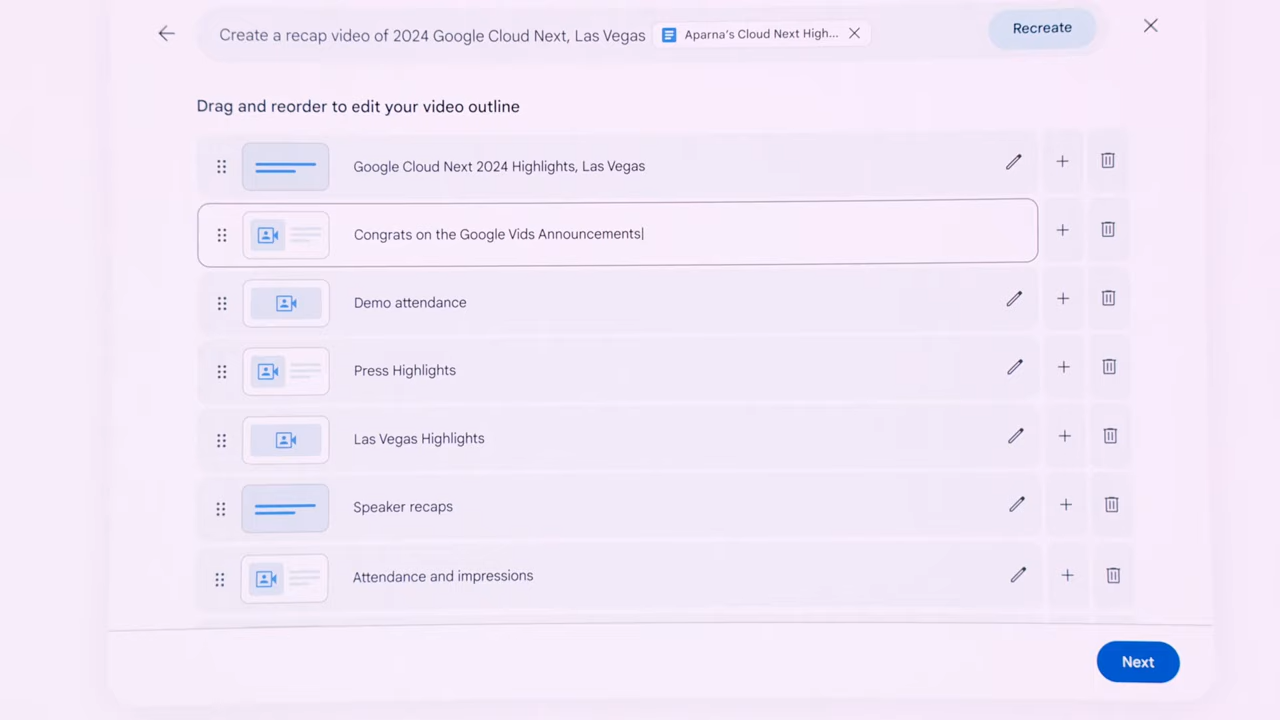 Create a recap video of 2024 Google Cloud Next, Las Vegas
Aparna's Cloud Next High...
Recreate
Drag and reorder to edit your video outline
Google Cloud Next 2024 Highlights, Las Vegas
Congrats on the Google Vids Announcements
Demo attendance
Press Highlights
Las Vegas Highlights
Speaker recaps
Attendance and impressions
Next